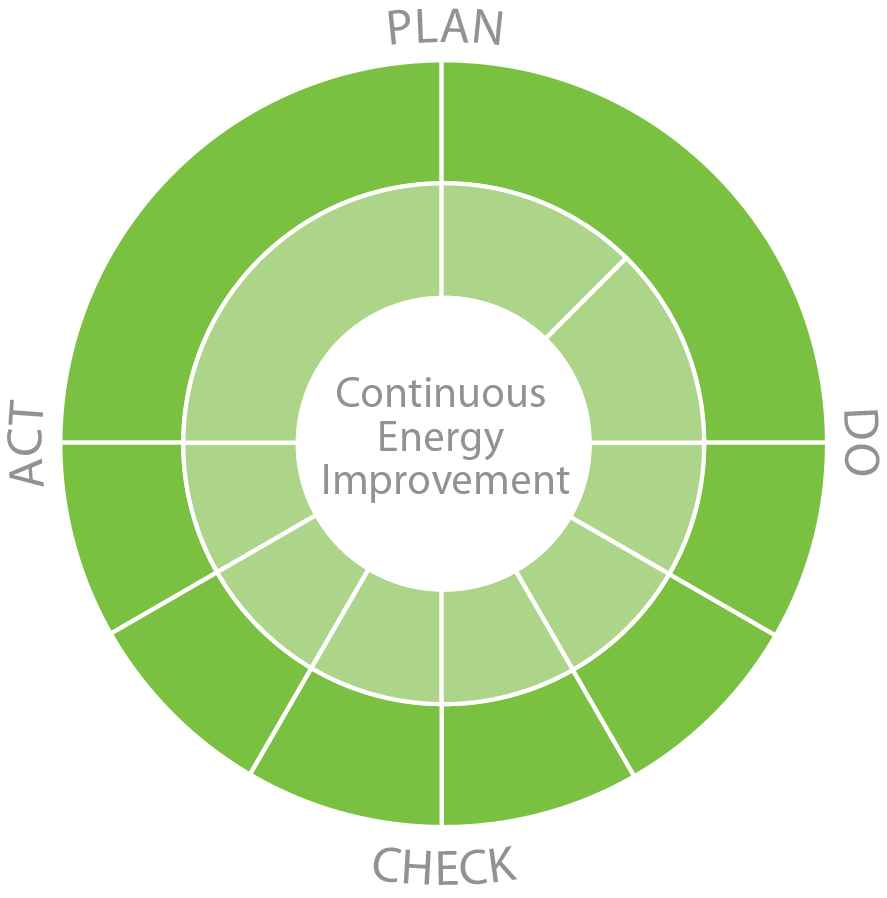 PLAN
DO
CHECK
ACT
Continuous
Energy
Improvement